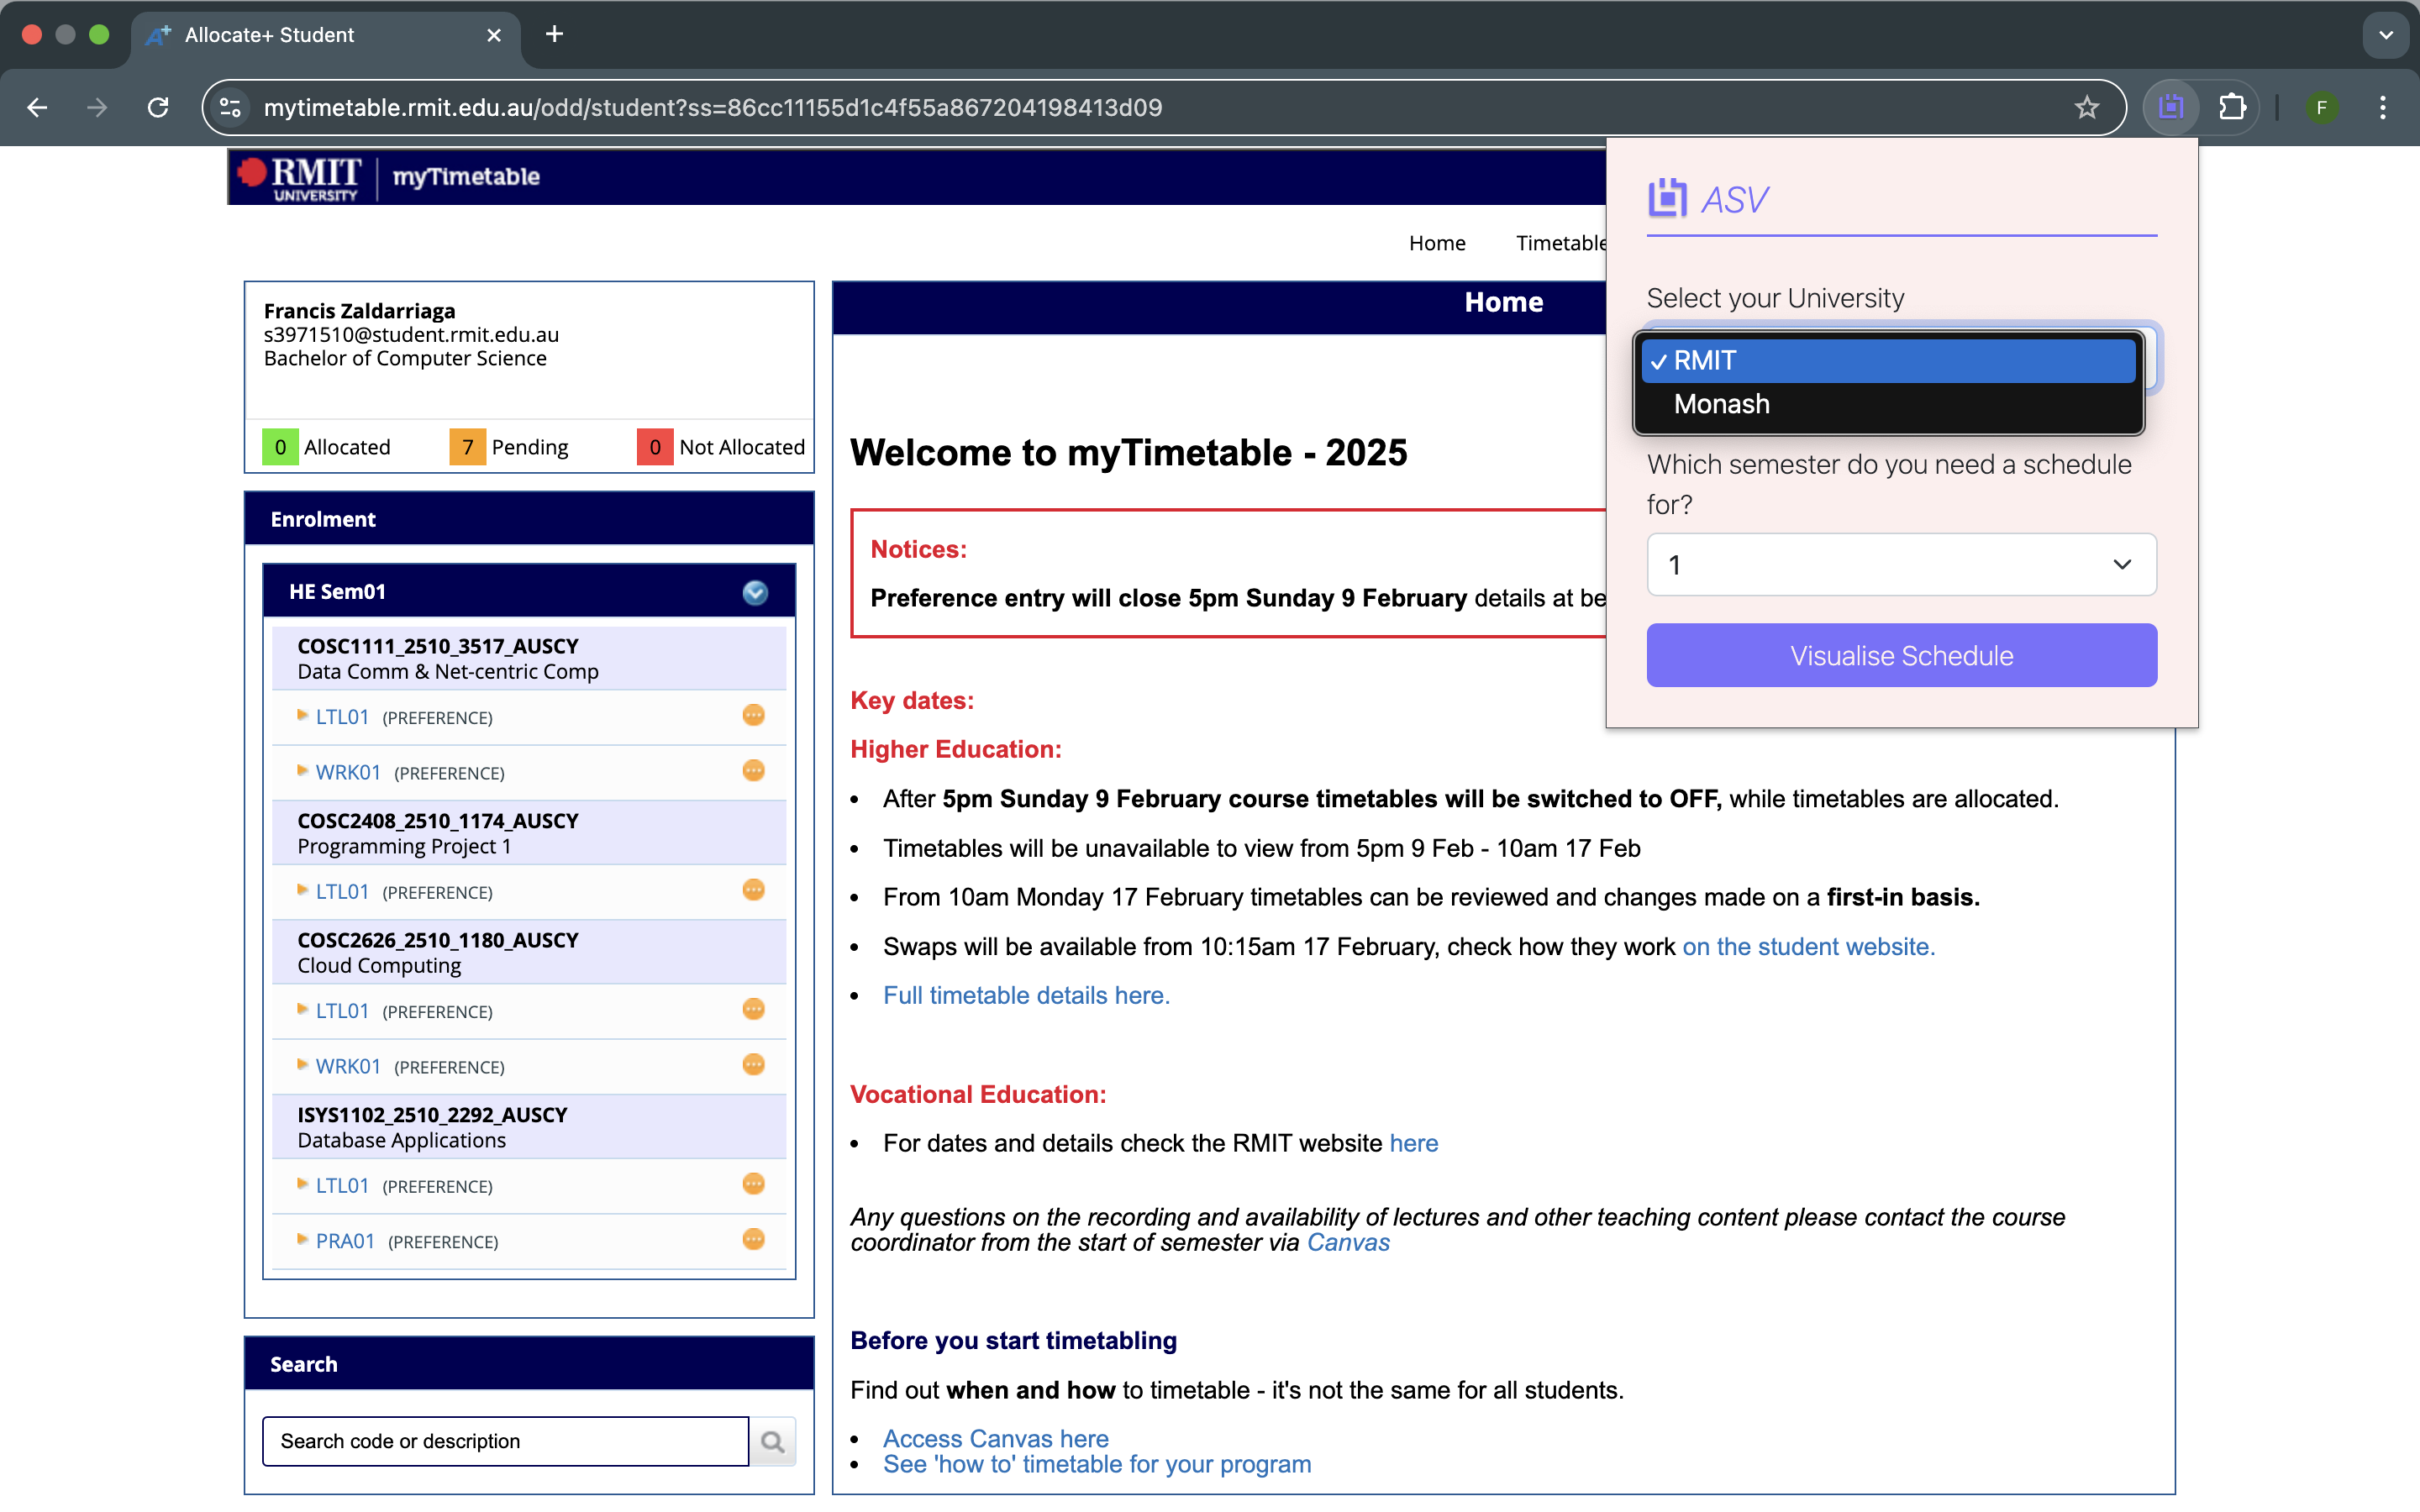 Allocate+ Student
mytimetable.rmit.edu.au/odd/student?ss=86cc11155d1c4f55a867204198413d09
F
RMIT
UNIVERSITY
myTimetable
Home
Timetable
Francis Zaldarriaga
s3971510@student.rmit.edu.au
Bachelor of Computer Science
0 Allocated
7 Pending
0 Not Allocated
Enrolment
HE Sem01
COSC1111_2510_3517_AUSCY
Data Comm & Net-centric Comp
LTL01 (PREFERENCE)
WRK01 (PREFERENCE)
COSC2408_2510_1174_AUSCY
Programming Project 1
LTL01 (PREFERENCE)
COSC2626_2510_1180_AUSCY
Cloud Computing
LTL01 (PREFERENCE)
WRK01 (PREFERENCE)
ISYS1102_2510_2292_AUSCY
Database Applications
LTL01 (PREFERENCE)
PRA01 (PREFERENCE)
Search
Search code or description
Home
Welcome to myTimetable - 2025
Notices:
Preference entry will close 5pm Sunday 9 February details at be
Key dates:
Higher Education:
• After 5pm Sunday 9 February course timetables will be switched to OFF, while timetables are allocated.
• Timetables will be unavailable to view from 5pm 9 Feb - 10am 17 Feb
• From 10am Monday 17 February timetables can be reviewed and changes made on a first-in basis.
• Swaps will be available from 10:15am 17 February, check how they work on the student website.
• Full timetable details here.
Vocational Education:
• For dates and details check the RMIT website here
Any questions on the recording and availability of lectures and other teaching content please contact the course
coordinator from the start of semester via Canvas
Before you start timetabling
Find out when and how to timetable - it's not the same for all students.
• Access Canvas here
• See 'how to' timetable for your program
ASV
Select your University
✓ RMIT
Monash
Which semester do you need a schedule
for?
1
Visualise Schedule